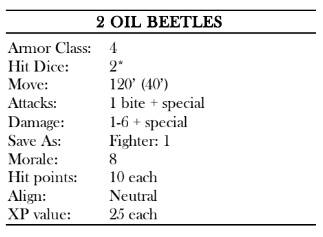 2 OIL BEETLES
Armor Class: 4
Hit Dice: 2*
Move: 120’ (40’)
Attacks: 1 bite + special
Damage: 1-6 + special
Save As: Fighter: 1
Morale: 8
Hit points: 10 each
Align: Neutral
XP value: 25 each